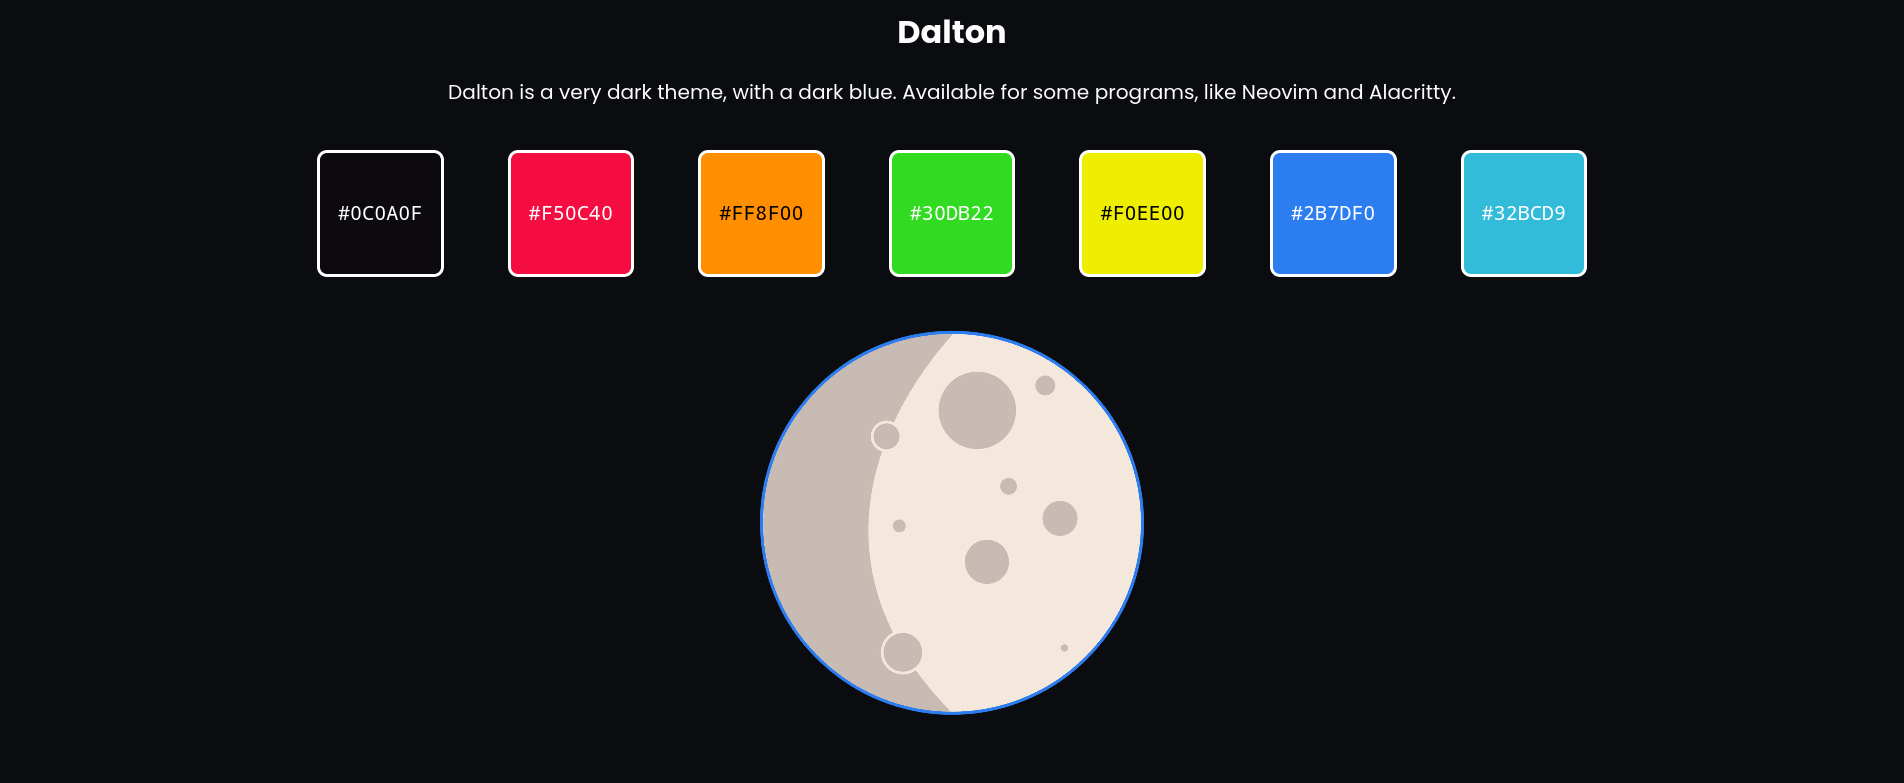 Dalton
Dalton is a very dark theme, with a dark blue. Available for some programs, like Neovim and Alacritty.
#0C0A0F #F50C40 #FF8F00 #30DB22 #F0EE00 #2B7DF0 #32BCD9